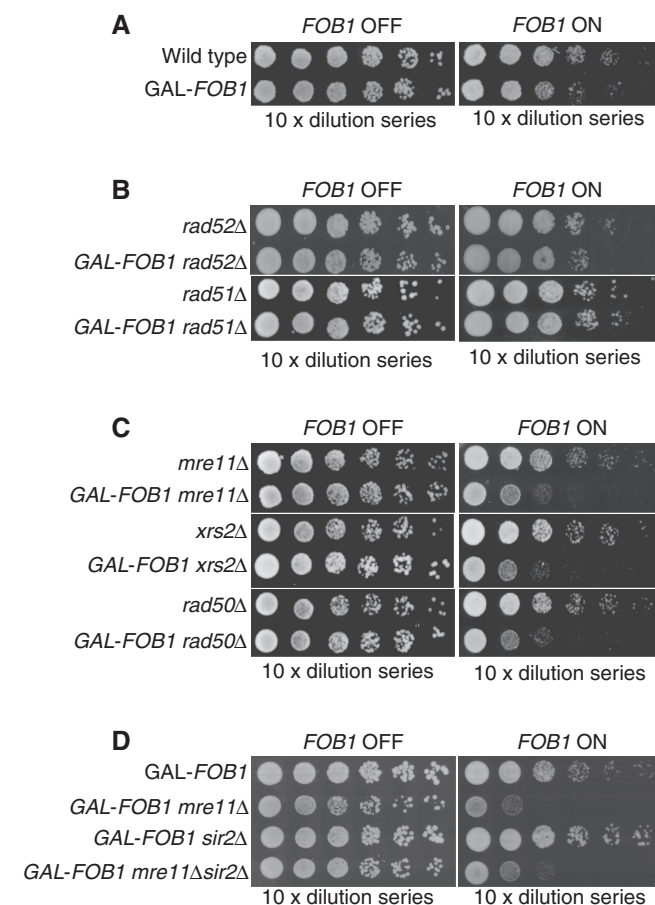 A
FOB1 OFF FOB1 ON
Wild type
GAL-FOB1
10 x dilution series 10 x dilution series
B
FOB1 OFF FOB1 ON
rad52Δ
GAL-FOB1 rad52Δ
rad51Δ
GAL-FOB1 rad51Δ
10 x dilution series 10 x dilution series
C
FOB1 OFF FOB1 ON
mre11Δ
GAL-FOB1 mre11Δ
xrs2Δ
GAL-FOB1 xrs2Δ
rad50Δ
GAL-FOB1 rad50Δ
10 x dilution series 10 x dilution series
D
FOB1 OFF FOB1 ON
GAL-FOB1
GAL-FOB1 mre11Δ
GAL-FOB1 sir2Δ
GAL-FOB1 mre11Δsir2Δ
10 x dilution series 10 x dilution series